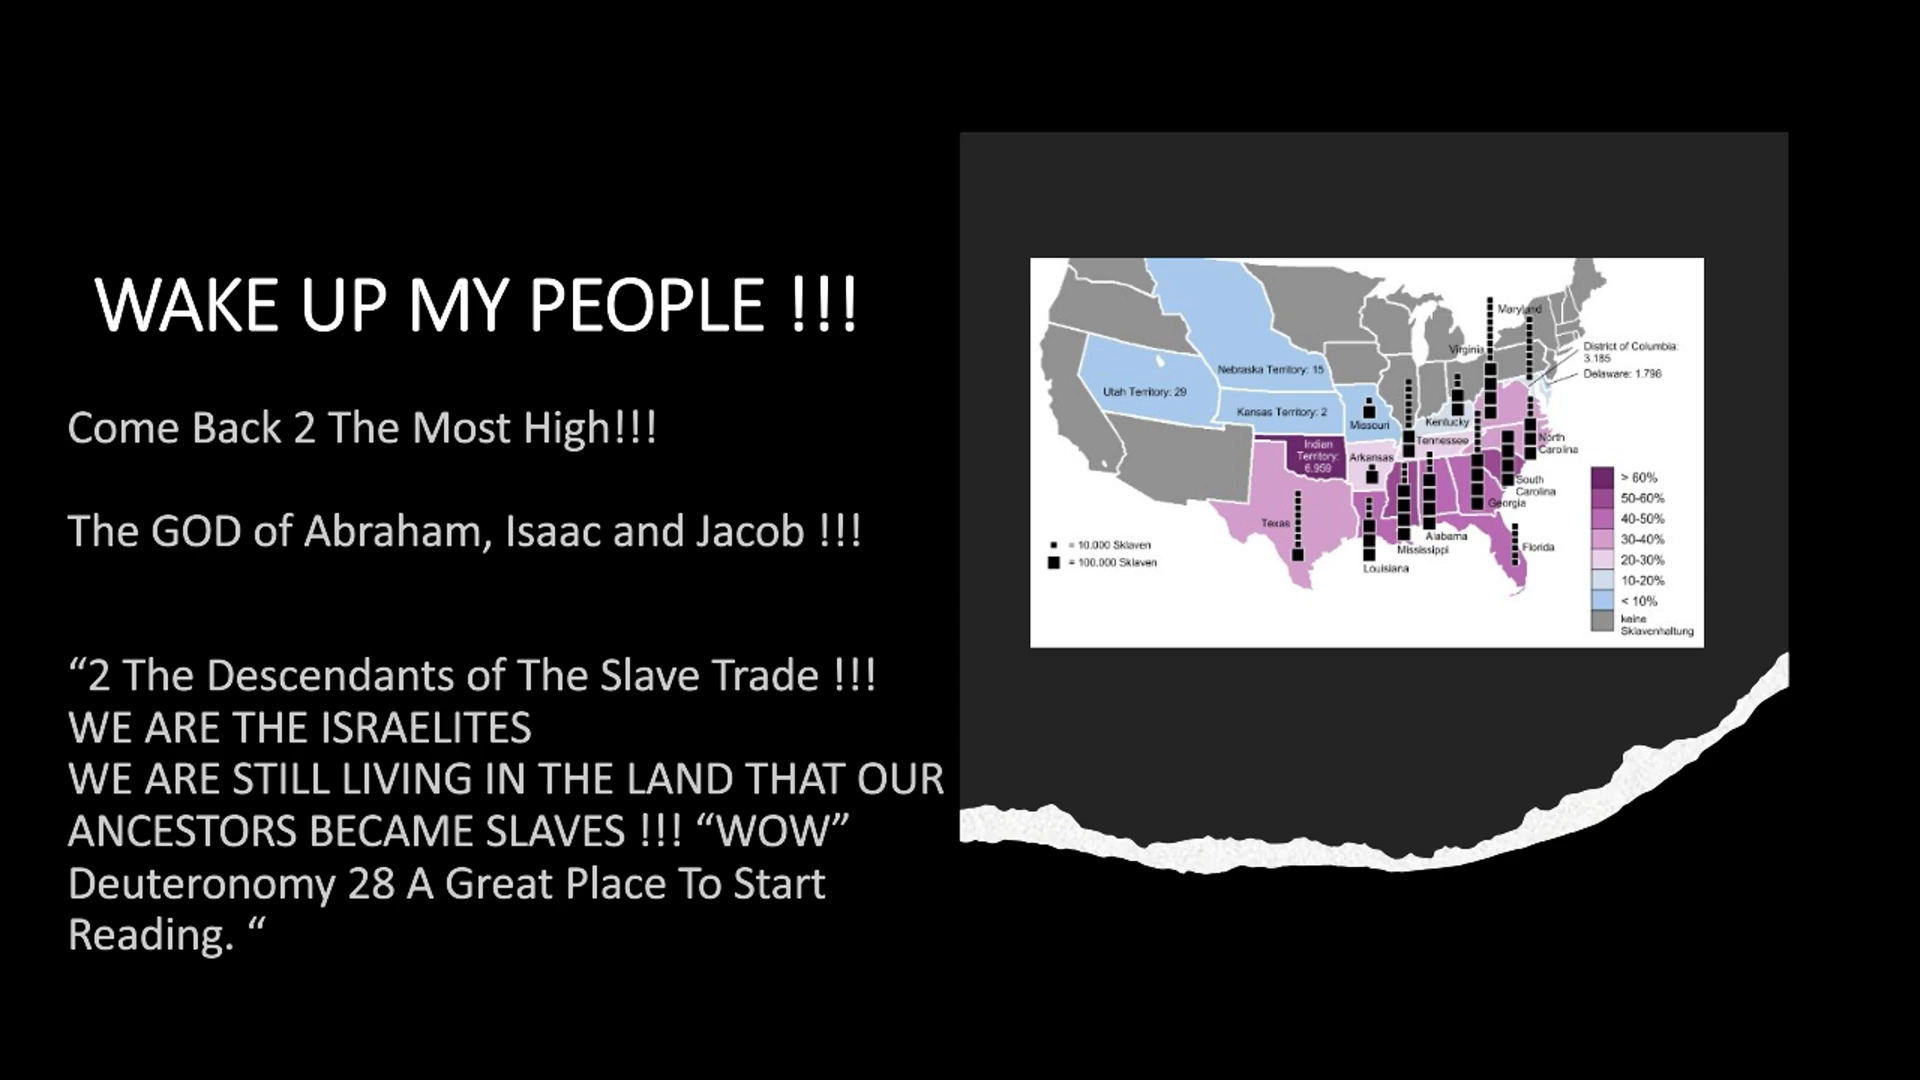 WAKE UP MY PEOPLE !!!
Come Back 2 The Most High!!!
The GOD of Abraham, Isaac and Jacob !!!
“2 The Descendants of The Slave Trade !!!
WE ARE THE ISRAELITES
WE ARE STILL LIVING IN THE LAND THAT OUR
ANCESTORS BECAME SLAVES !!! “WOW”
Deuteronomy 28 A Great Place To Start
Reading. “
Maryland
Virginia
District of Columbia:
3.185
Delaware: 1.798
Nebraska Territory: 15
Utah Territory: 29
Kansas Territory: 2
Missouri
Kentucky
Tennessee
North
Carolina
Indian
Territory:
6.959
Arkansas
South
Carolina
Georgia
Texas
Alabama
Mississippi
Florida
Louisiana
= 10.000 Sklaven
= 100.000 Sklaven
> 60%
50-60%
40-50%
30-40%
20-30%
10-20%
< 10%
keine
Sklavenhaltung